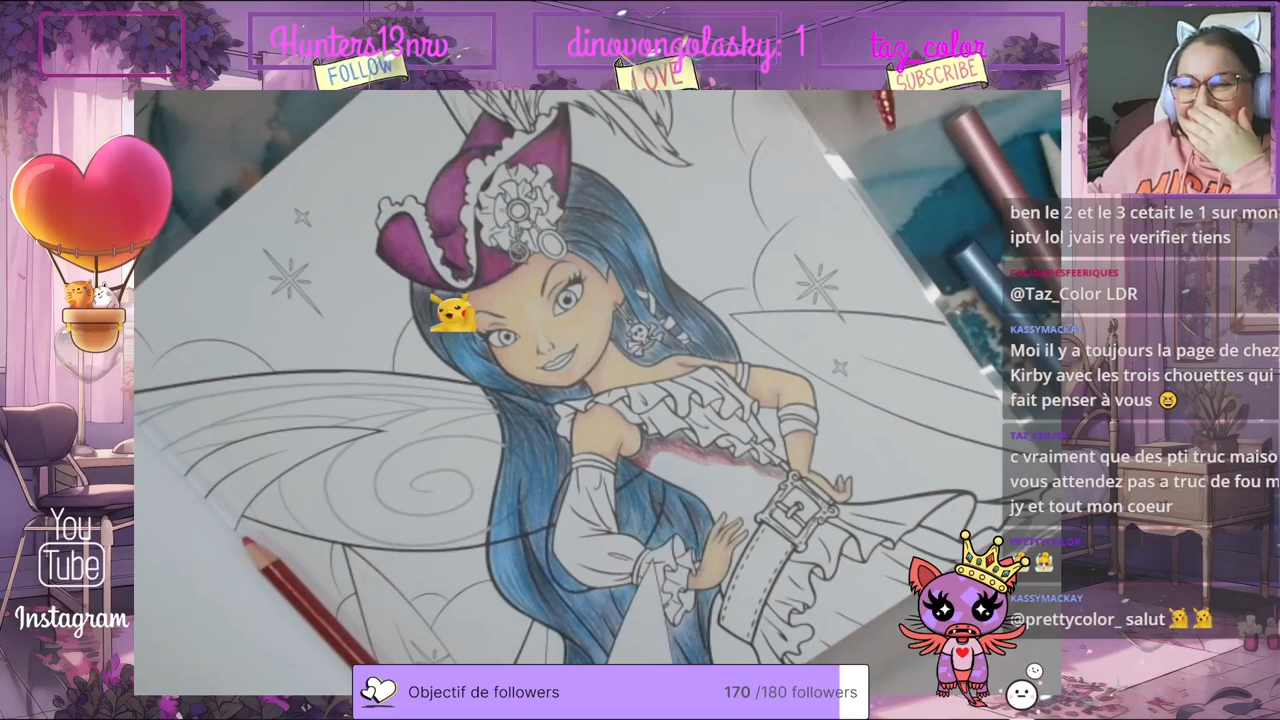 Hunters13nrv
dinovongolasky: 1
taz_color
FOLLOW
LOVE
SUBSCRIBE
ben le 2 et le 3 cetait le 1 sur mon
iptv lol jvais re verifier tiens
@Taz_Color LDR
KASSYMACKAY
Moi il y a toujours la page de chez
Kirby avec les trois chouettes qui
fait penser à vous
TAZ_COLOR
c vraiment que des pti truc maiso
vous attendez pas a truc de fou m
jy et tout mon coeur
PRETTYCOLOR_
KASSYMACKAY
@prettycolor_ salut
You
Tube
Instagram
Objectif de followers
170 /180 followers